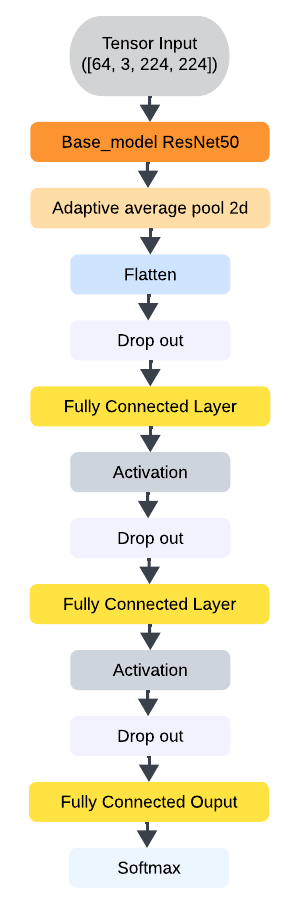 Tensor Input
([64, 3, 224, 224])
Base_model ResNet50
Adaptive average pool 2d
Flatten
Drop out
Fully Connected Layer
Activation
Drop out
Fully Connected Layer
Activation
Drop out
Fully Connected Ouput
Softmax